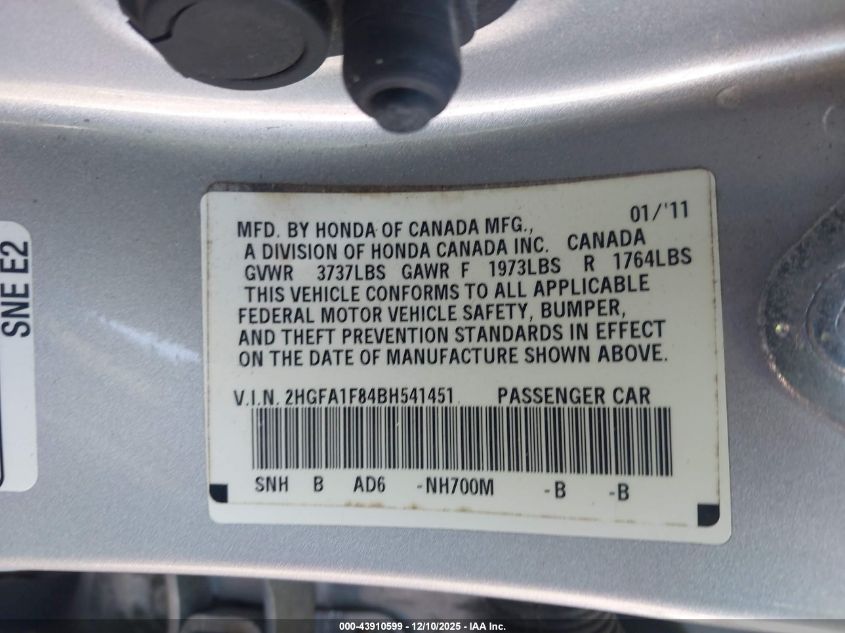 MFD. BY HONDA OF CANADA MFG., 01/'11
A DIVISION OF HONDA CANADA INC. CANADA
GVWR 3737LBS GAWR F 1973LBS R 1764LBS
THIS VEHICLE CONFORMS TO ALL APPLICABLE
FEDERAL MOTOR VEHICLE SAFETY, BUMPER,
AND THEFT PREVENTION STANDARDS IN EFFECT
ON THE DATE OF MANUFACTURE SHOWN ABOVE.
V.I.N. 2HGFA1F84BH541451 PASSENGER CAR
SNH B AD6 -NH700M -B -B
SNE E2
000-43910599 - 12/10/2025 - IAA Inc.